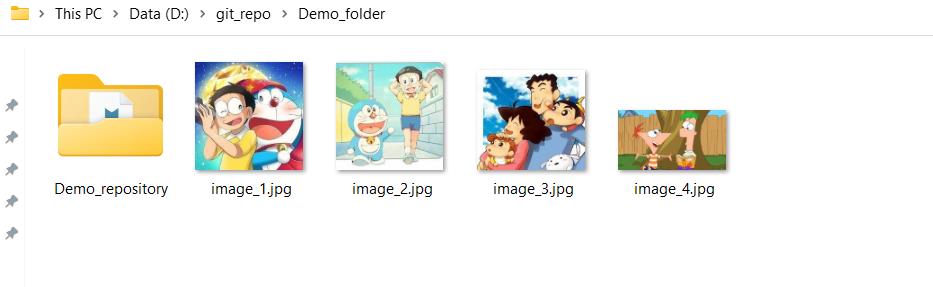 This PC > Data (D:) > git_repo > Demo_folder
Demo_repository image_1.jpg image_2.jpg image_3.jpg image_4.jpg